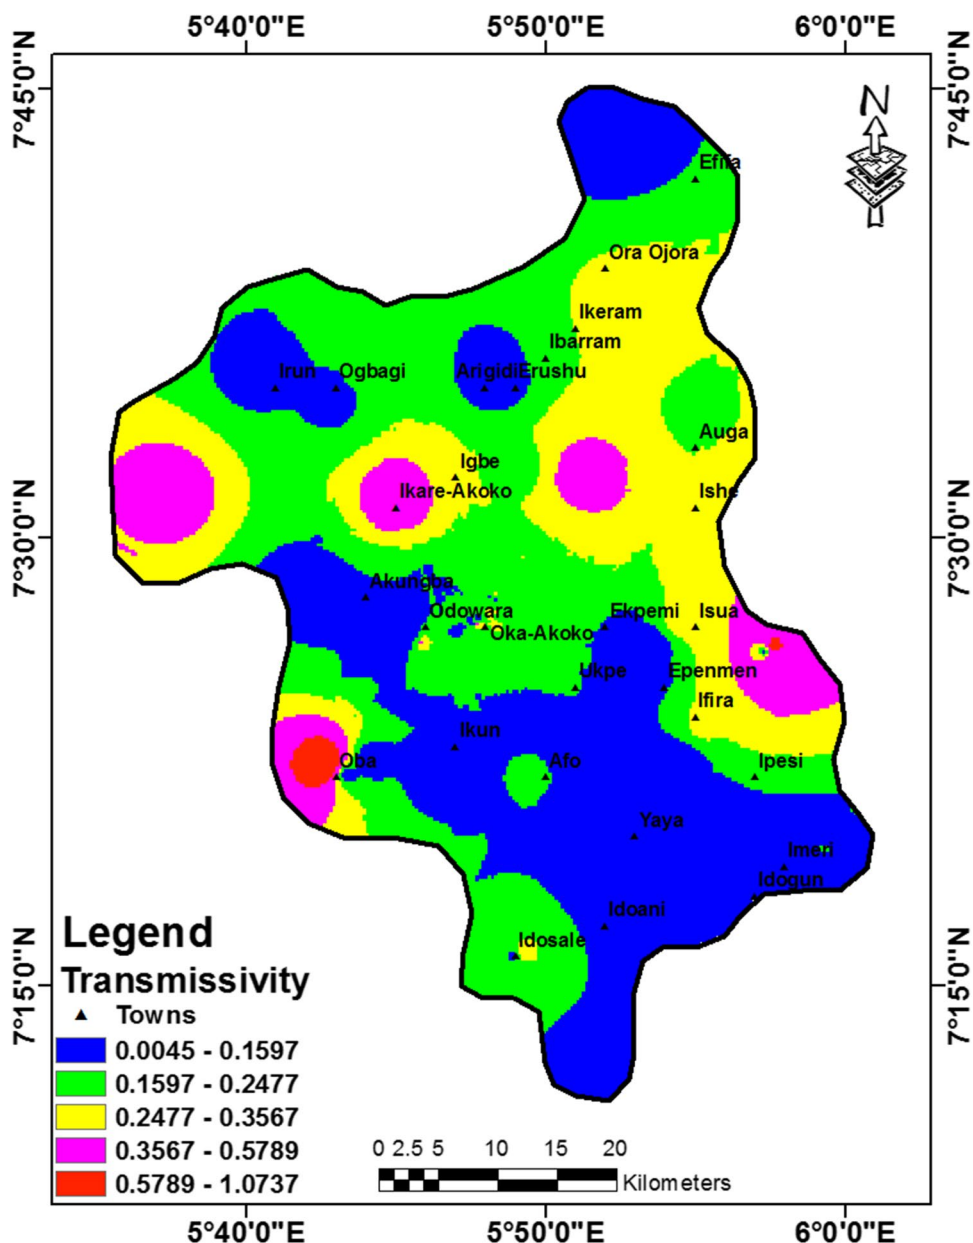 5°40'0"E 5°50'0"E 6°0'0"E
7°45'0"N 7°45'0"N
N
Efifa
Ora Ojora
Ikeram
Ibarram
Irun Ogbagi Arigidi Erushu
Auga
Igbe
Ikare-Akoko Ishe
7°30'0"N 7°30'0"N
Akungba
Odowara Ekpemi Isua
Oka-Akoko
Ukpe Epenmen
Ifira
Ikun
Oba Afo Ipesi
Yaya
Imeri
Idogun
Idoani
Idosale
7°15'0"N 7°15'0"N
Legend
Transmissivity
Towns
0.0045 - 0.1597
0.1597 - 0.2477
0.2477 - 0.3567
0.3567 - 0.5789
0.5789 - 1.0737
0 2.5 5 10 15 20
Kilometers
5°40'0"E 5°50'0"E 6°0'0"E